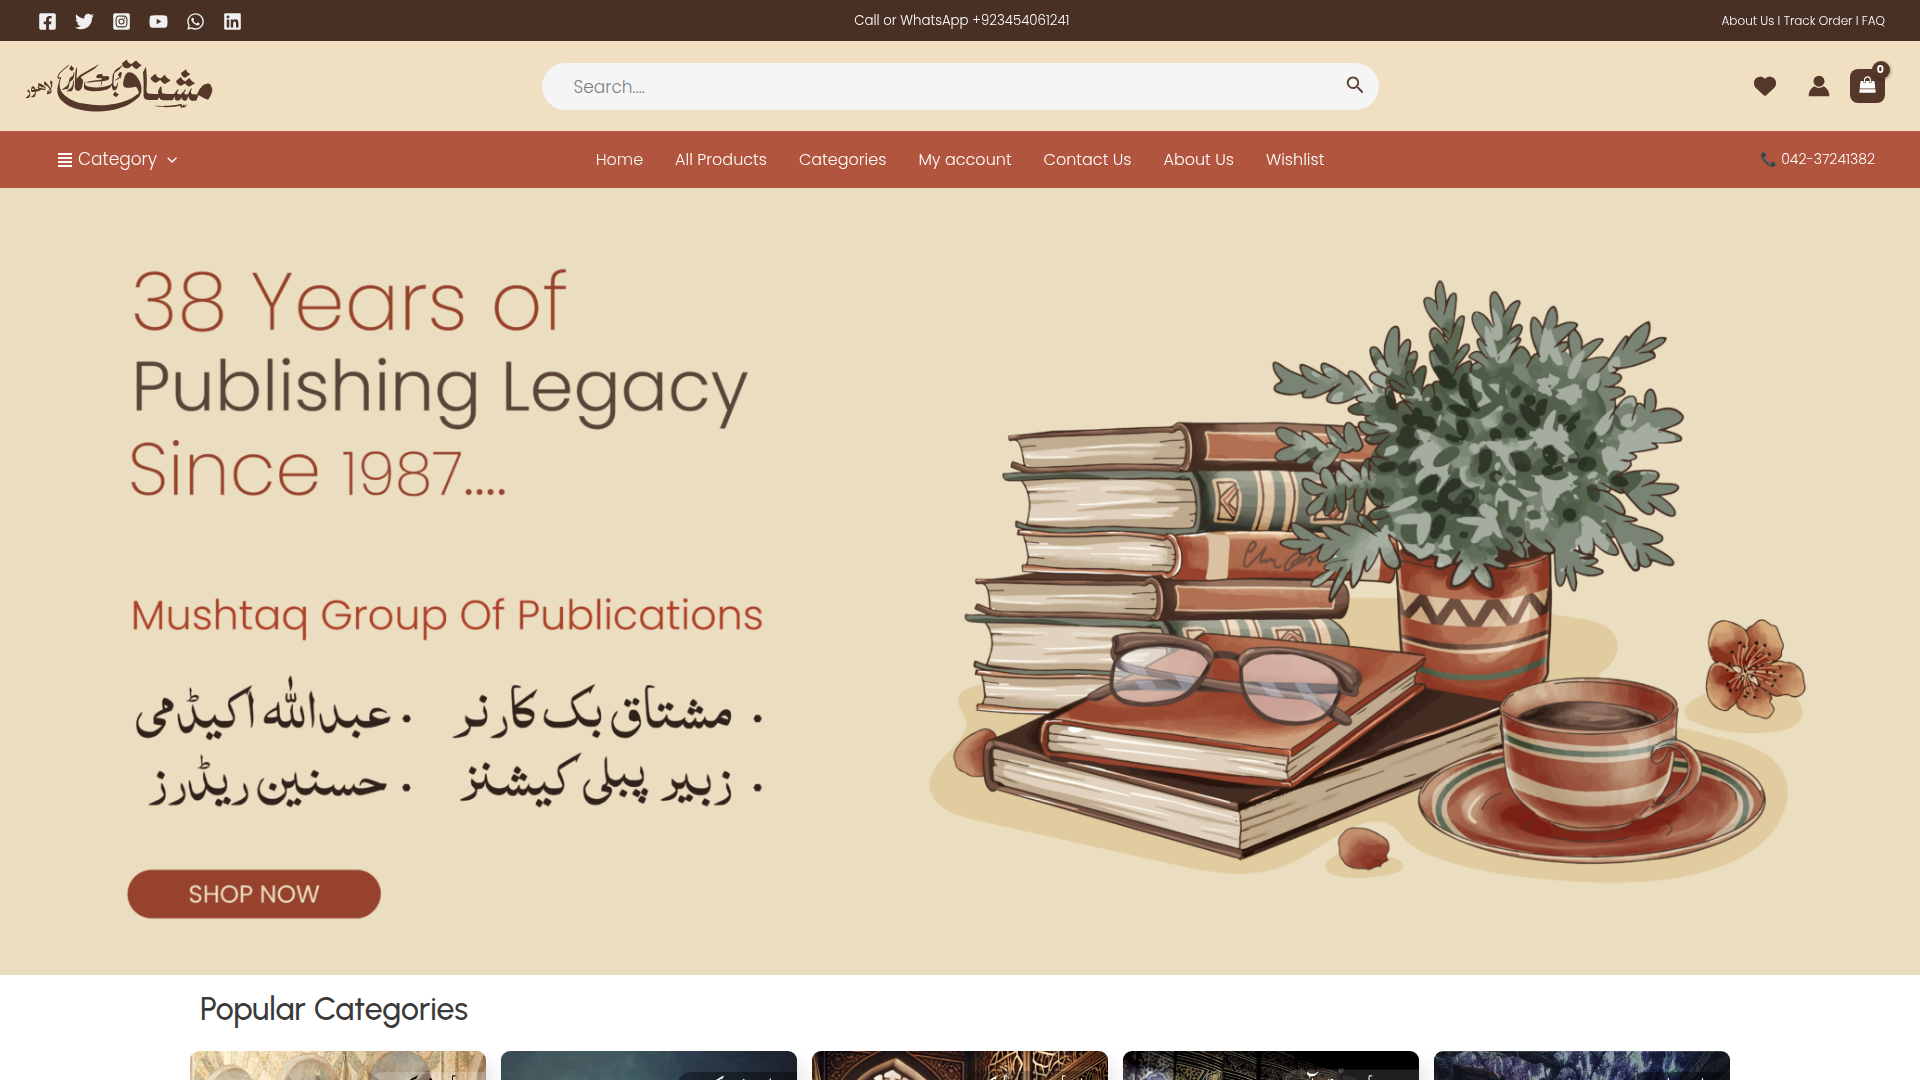 Call or WhatsApp +923454061241
About Us I Track Order I FAQ
مشتاق بک کارنر لاہور
Search....
0
Category
Home All Products Categories My account Contact Us About Us Wishlist
042-37241382
38 Years of
Publishing Legacy
Since 1987....
Mushtaq Group Of Publications
• مشتاق بک کارنر • عبداللہ اکیڈمی
• زبیر پبلی کیشنز • حسنین ریڈرز
SHOP NOW
Popular Categories